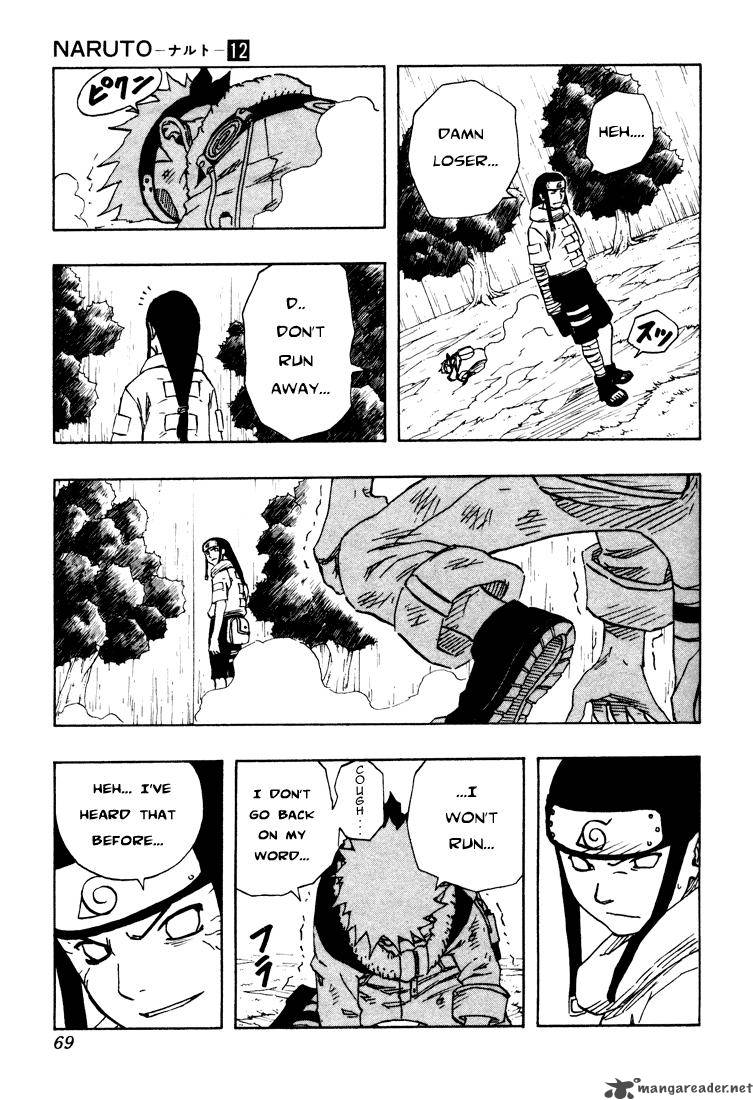 NARUTO—ナルト—12
HEH....
DAMN
LOSER...
スッ
ピクン
D..
DON'T
RUN
AWAY...
...I
WON'T
RUN...
COUGH...
I DON'T
GO BACK
ON MY
WORD...
フラ
HEH... I'VE
HEARD THAT
BEFORE...
69
mangareader.net